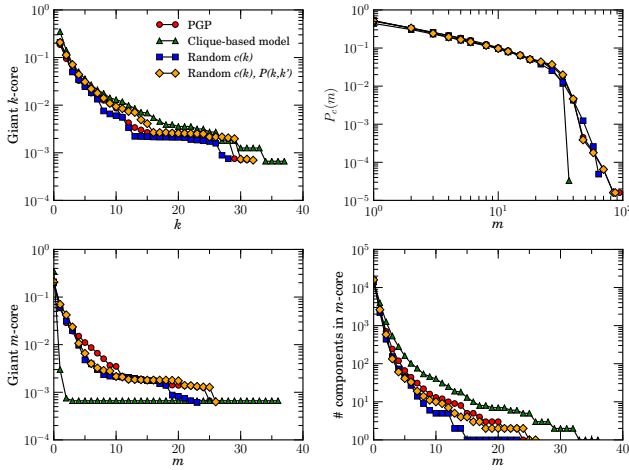 10^0
10^-1
10^-2
10^-3
10^-4
Giant k-core
0 10 20 30 40
k
PGP
Clique-based model
Random c(k)
Random c(k), P(k,k')
10^0
10^-1
10^-2
10^-3
10^-4
10^-5
P_c(m)
10^0 10^1 10^2
m
10^0
10^-1
10^-2
10^-3
10^-4
Giant m-core
0 10 20 30 40
m
10^5
10^4
10^3
10^2
10^1
10^0
# components in m-core
0 10 20 30 40
m